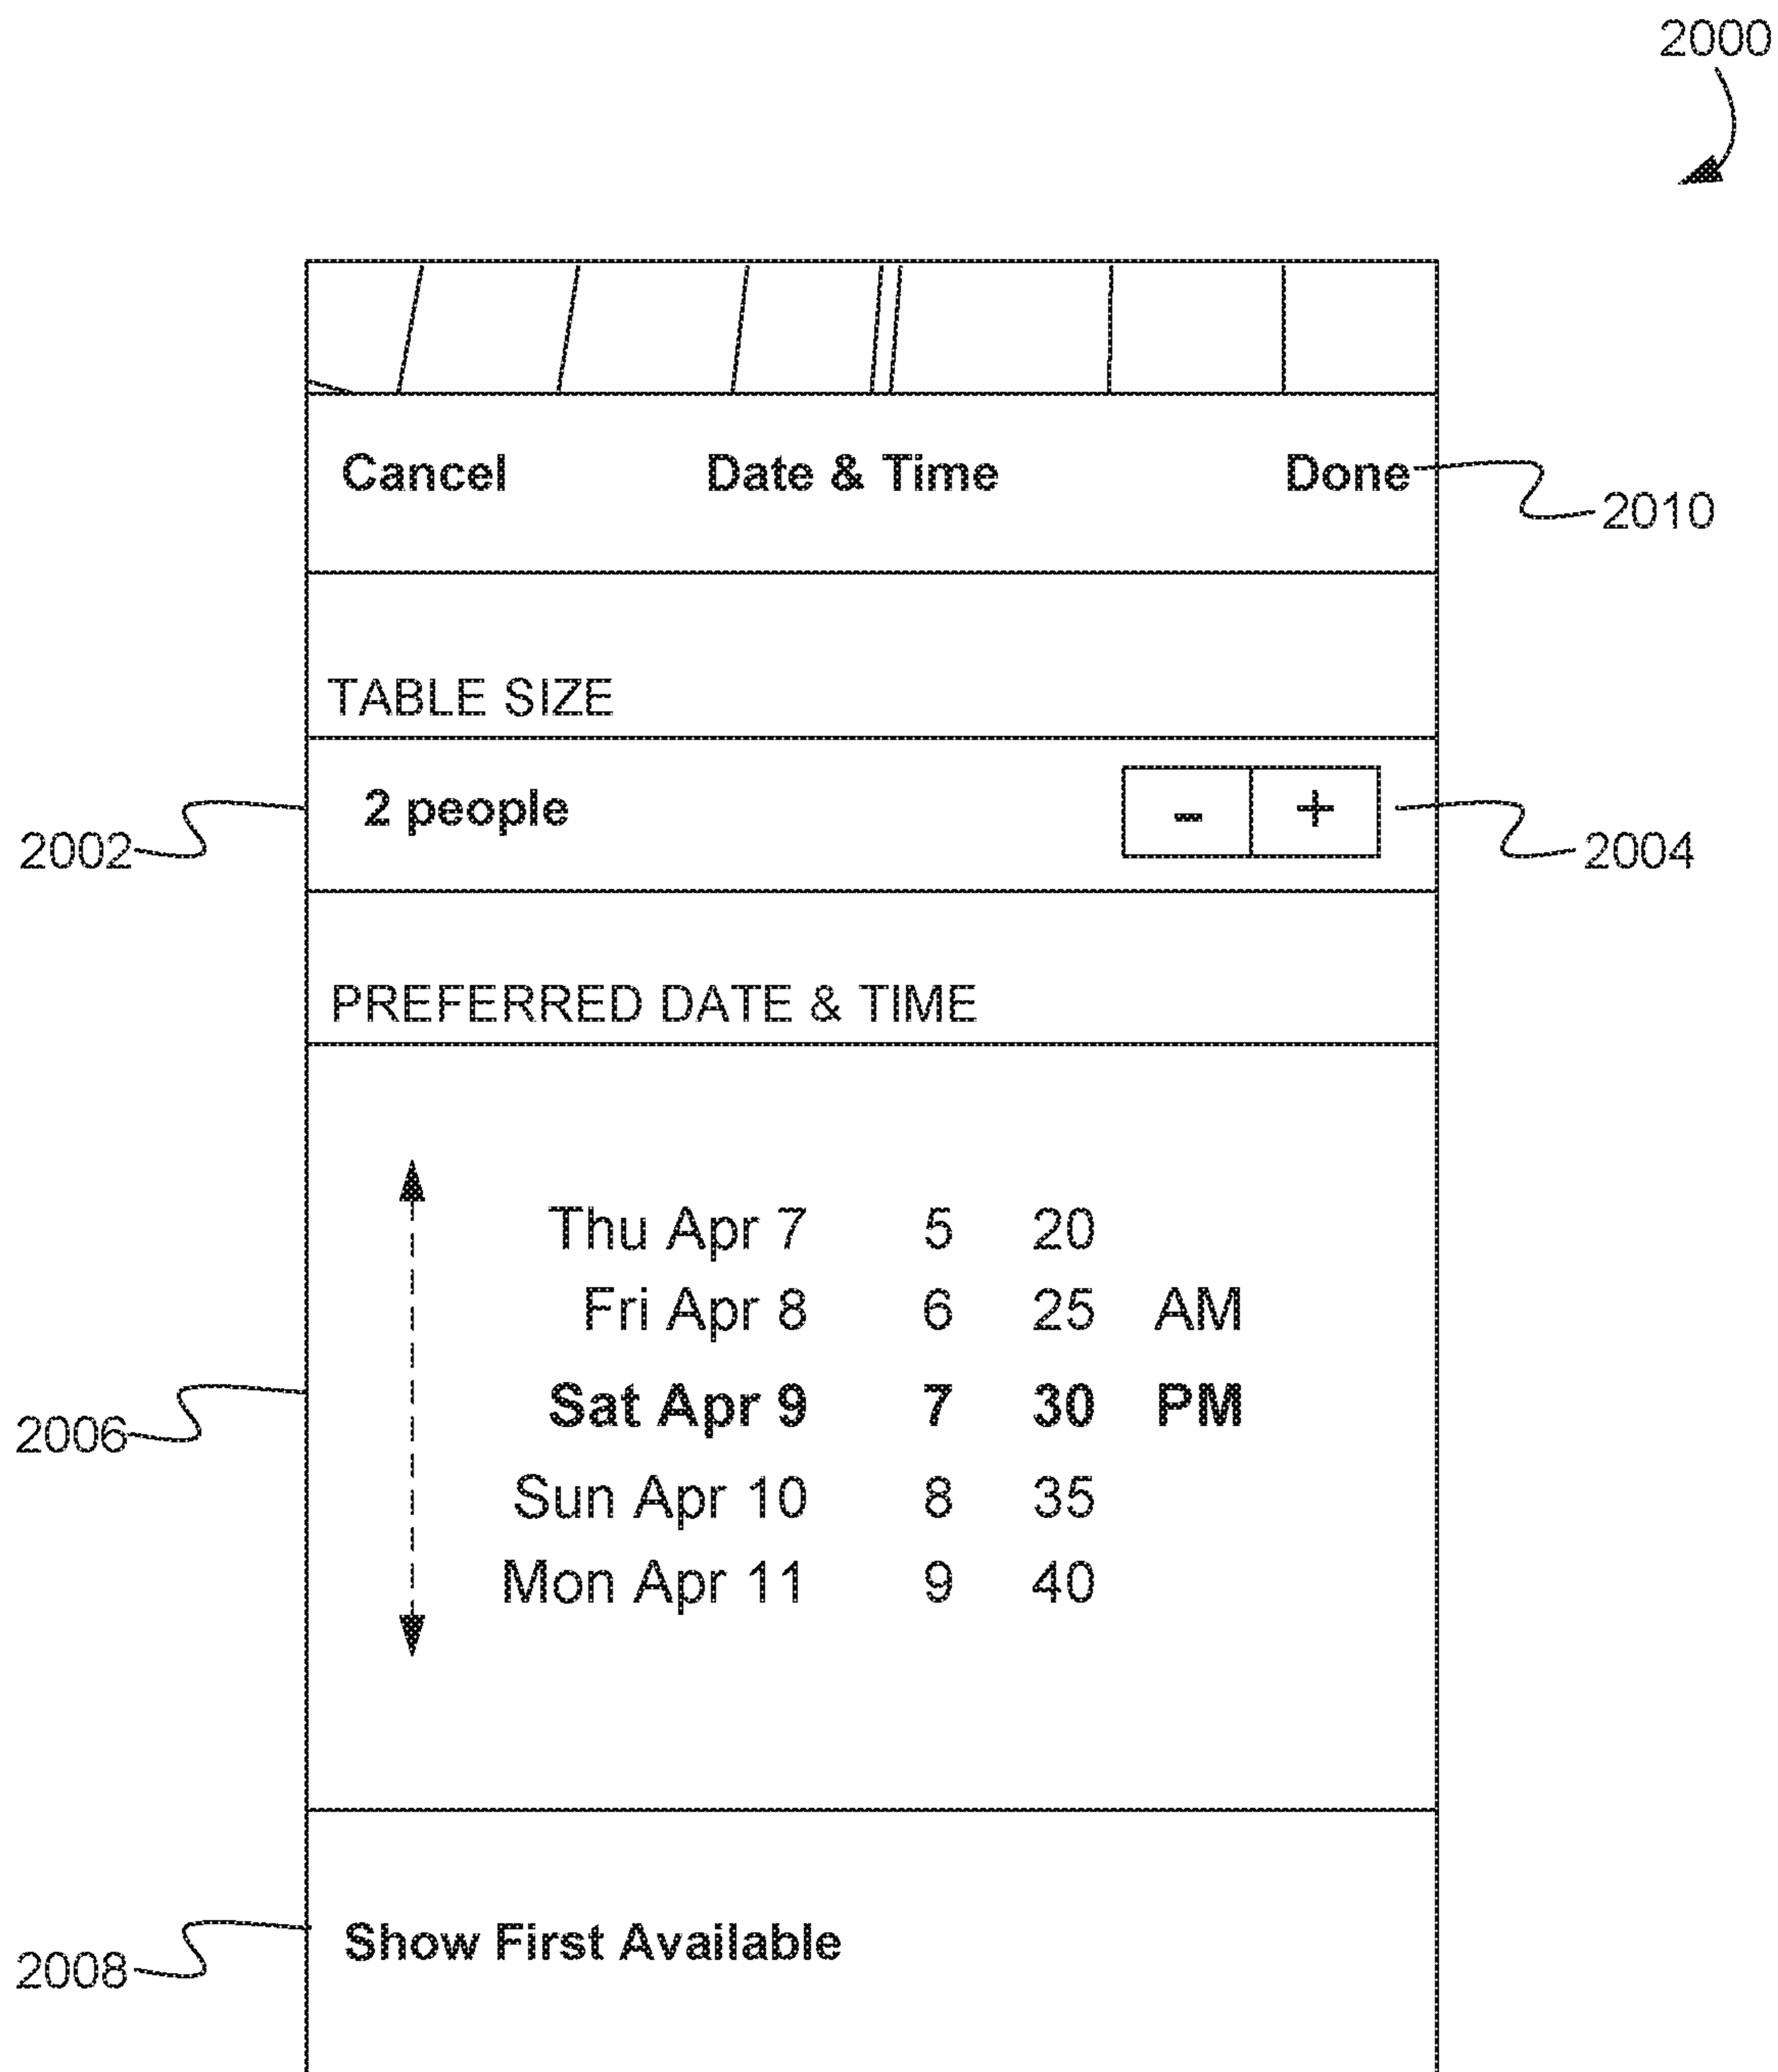 2000
Cancel Date & Time Done
2010
TABLE SIZE
2 people - +
2002
2004
PREFERRED DATE & TIME
Thu Apr 7 5 20
Fri Apr 8 6 25 AM
Sat Apr 9 7 30 PM
2006
Sun Apr 10 8 35
Mon Apr 11 9 40
Show First Available
2008